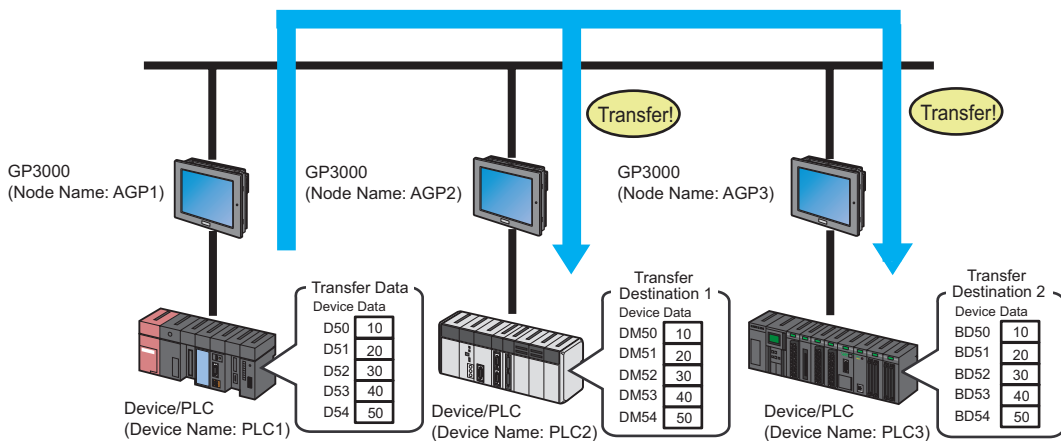 Transfer!
Transfer!
GP3000
(Node Name: AGP1)
GP3000
(Node Name: AGP2)
GP3000
(Node Name: AGP3)
Transfer Data
Device Data
D50 10
D51 20
D52 30
D53 40
D54 50
Device/PLC
(Device Name: PLC1)
Transfer
Destination 1
Device Data
DM50 10
DM51 20
DM52 30
DM53 40
DM54 50
Device/PLC
(Device Name: PLC2)
Transfer
Destination 2
Device Data
BD50 10
BD51 20
BD52 30
BD53 40
BD54 50
Device/PLC
(Device Name: PLC3)